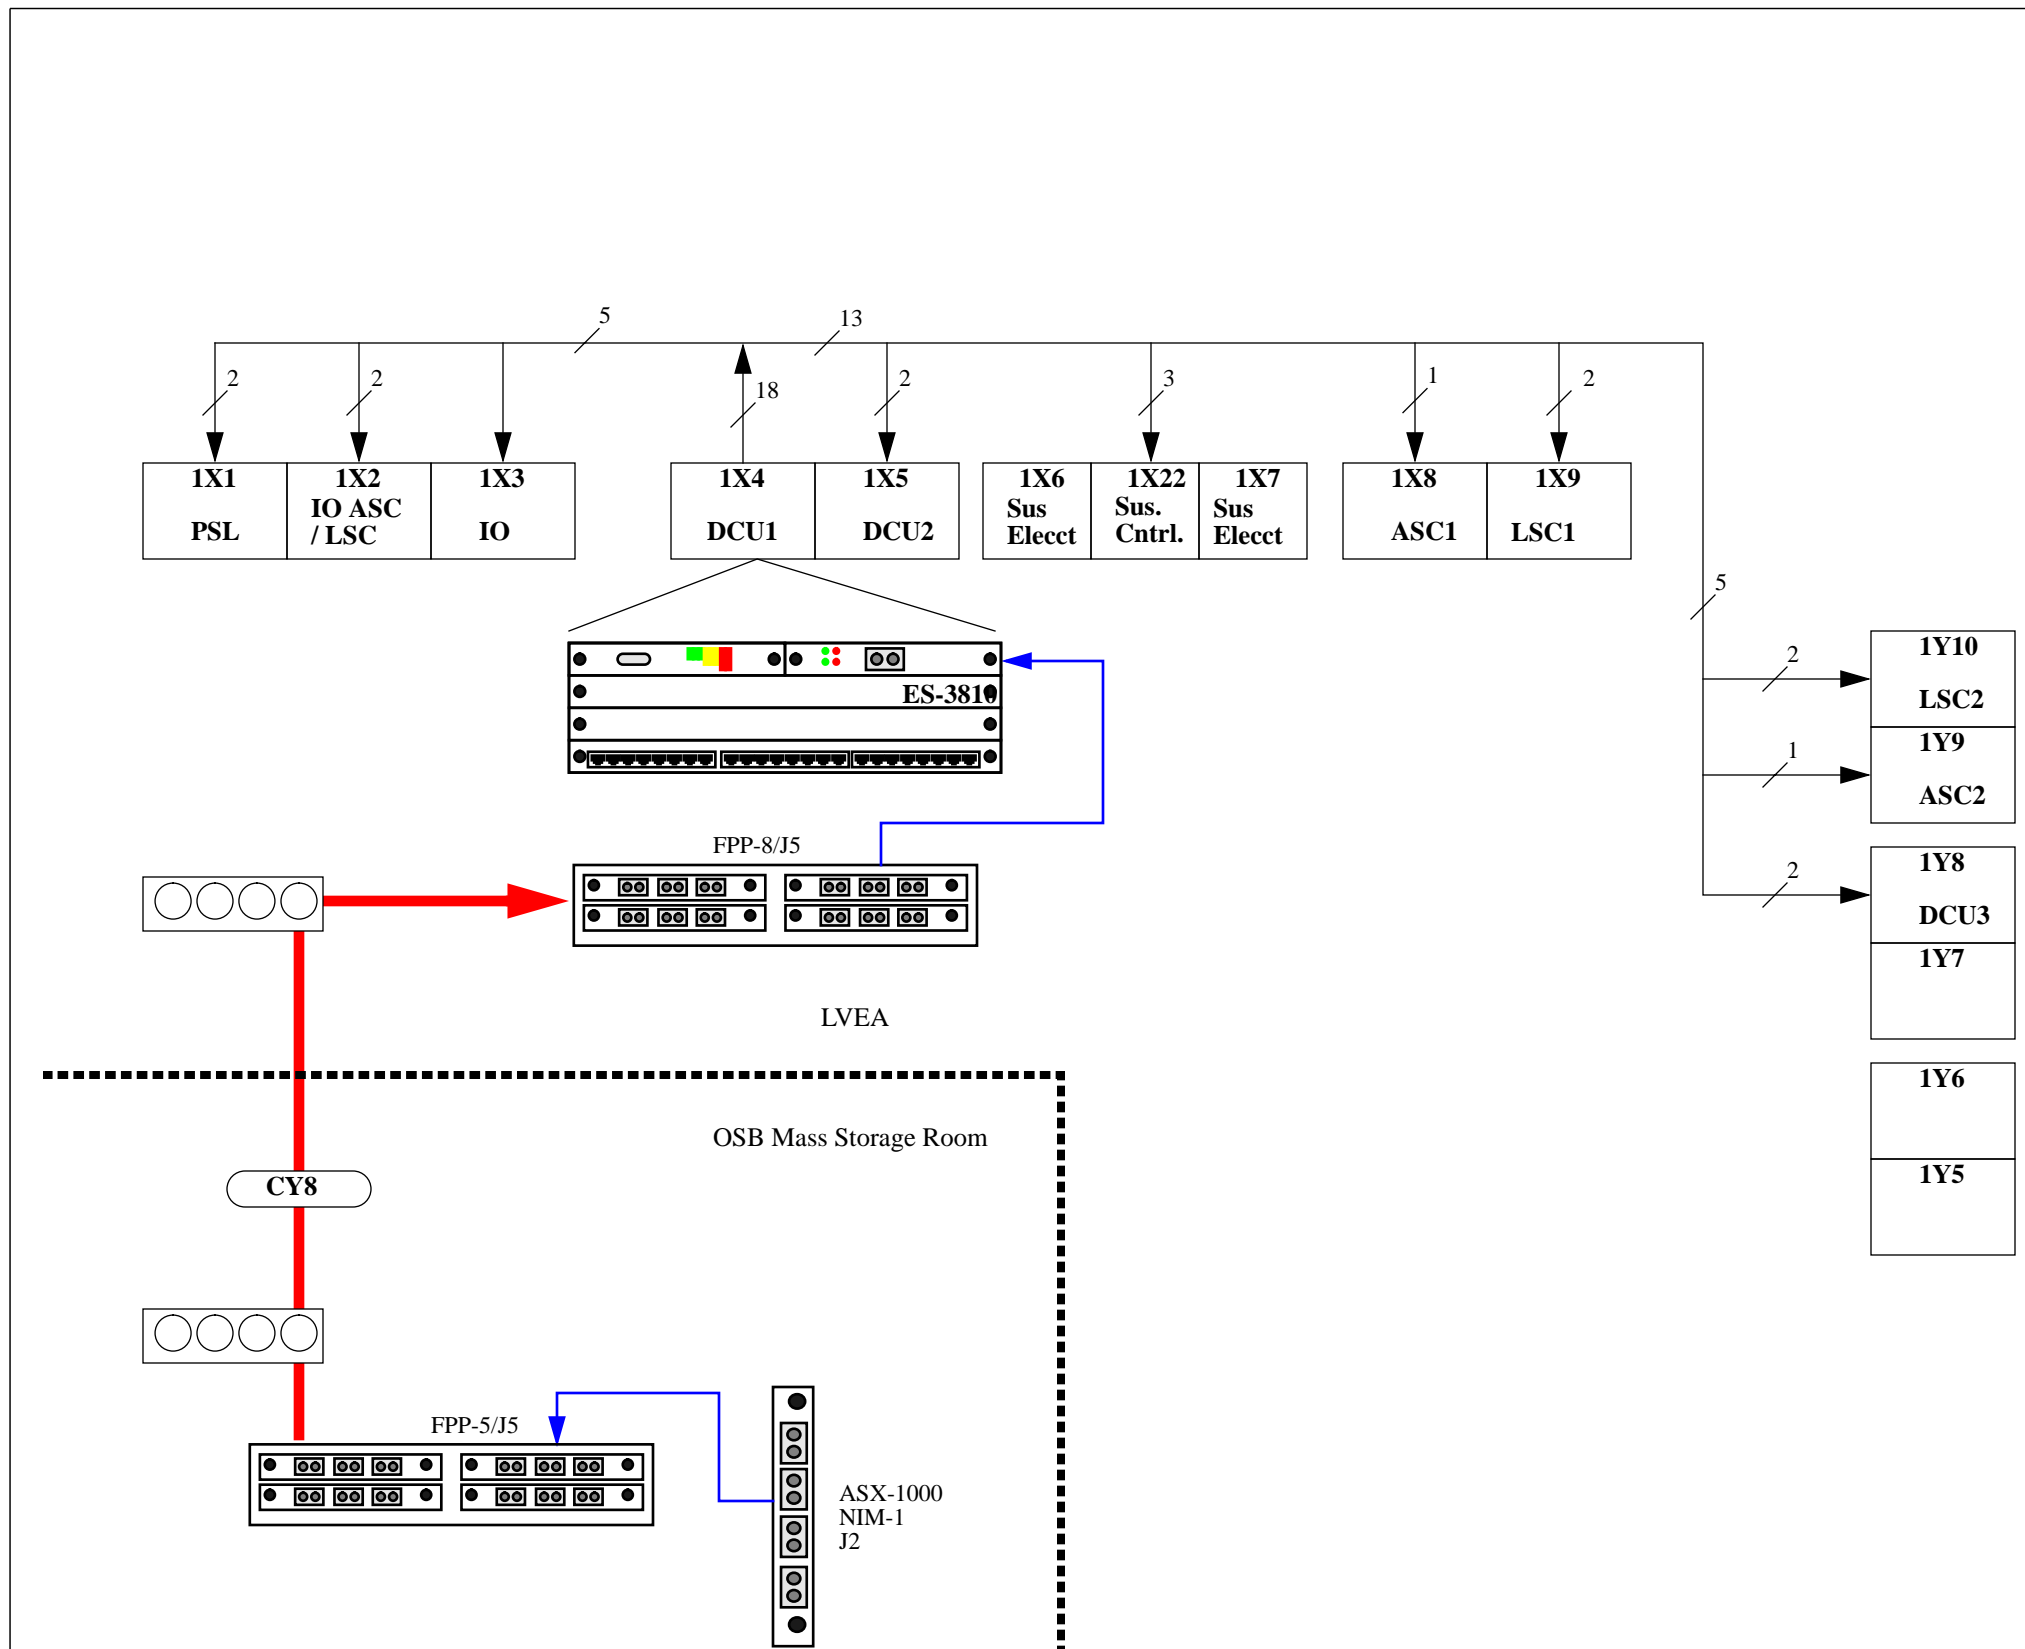 5
13
2
2
18
2
3
1
2
1X1
PSL
1X2
IO ASC
/ LSC
1X3
IO
1X4
DCU1
1X5
DCU2
1X6
Sus
Elecct
1X22
Sus.
Cntrl.
1X7
Sus
Elecct
1X8
ASC1
1X9
LSC1
5
2
1Y10
LSC2
ES-3810
1
1Y9
ASC2
FPP-8/J5
2
1Y8
DCU3
1Y7
LVEA
1Y6
OSB Mass Storage Room
1Y5
CY8
FPP-5/J5
ASX-1000
NIM-1
J2